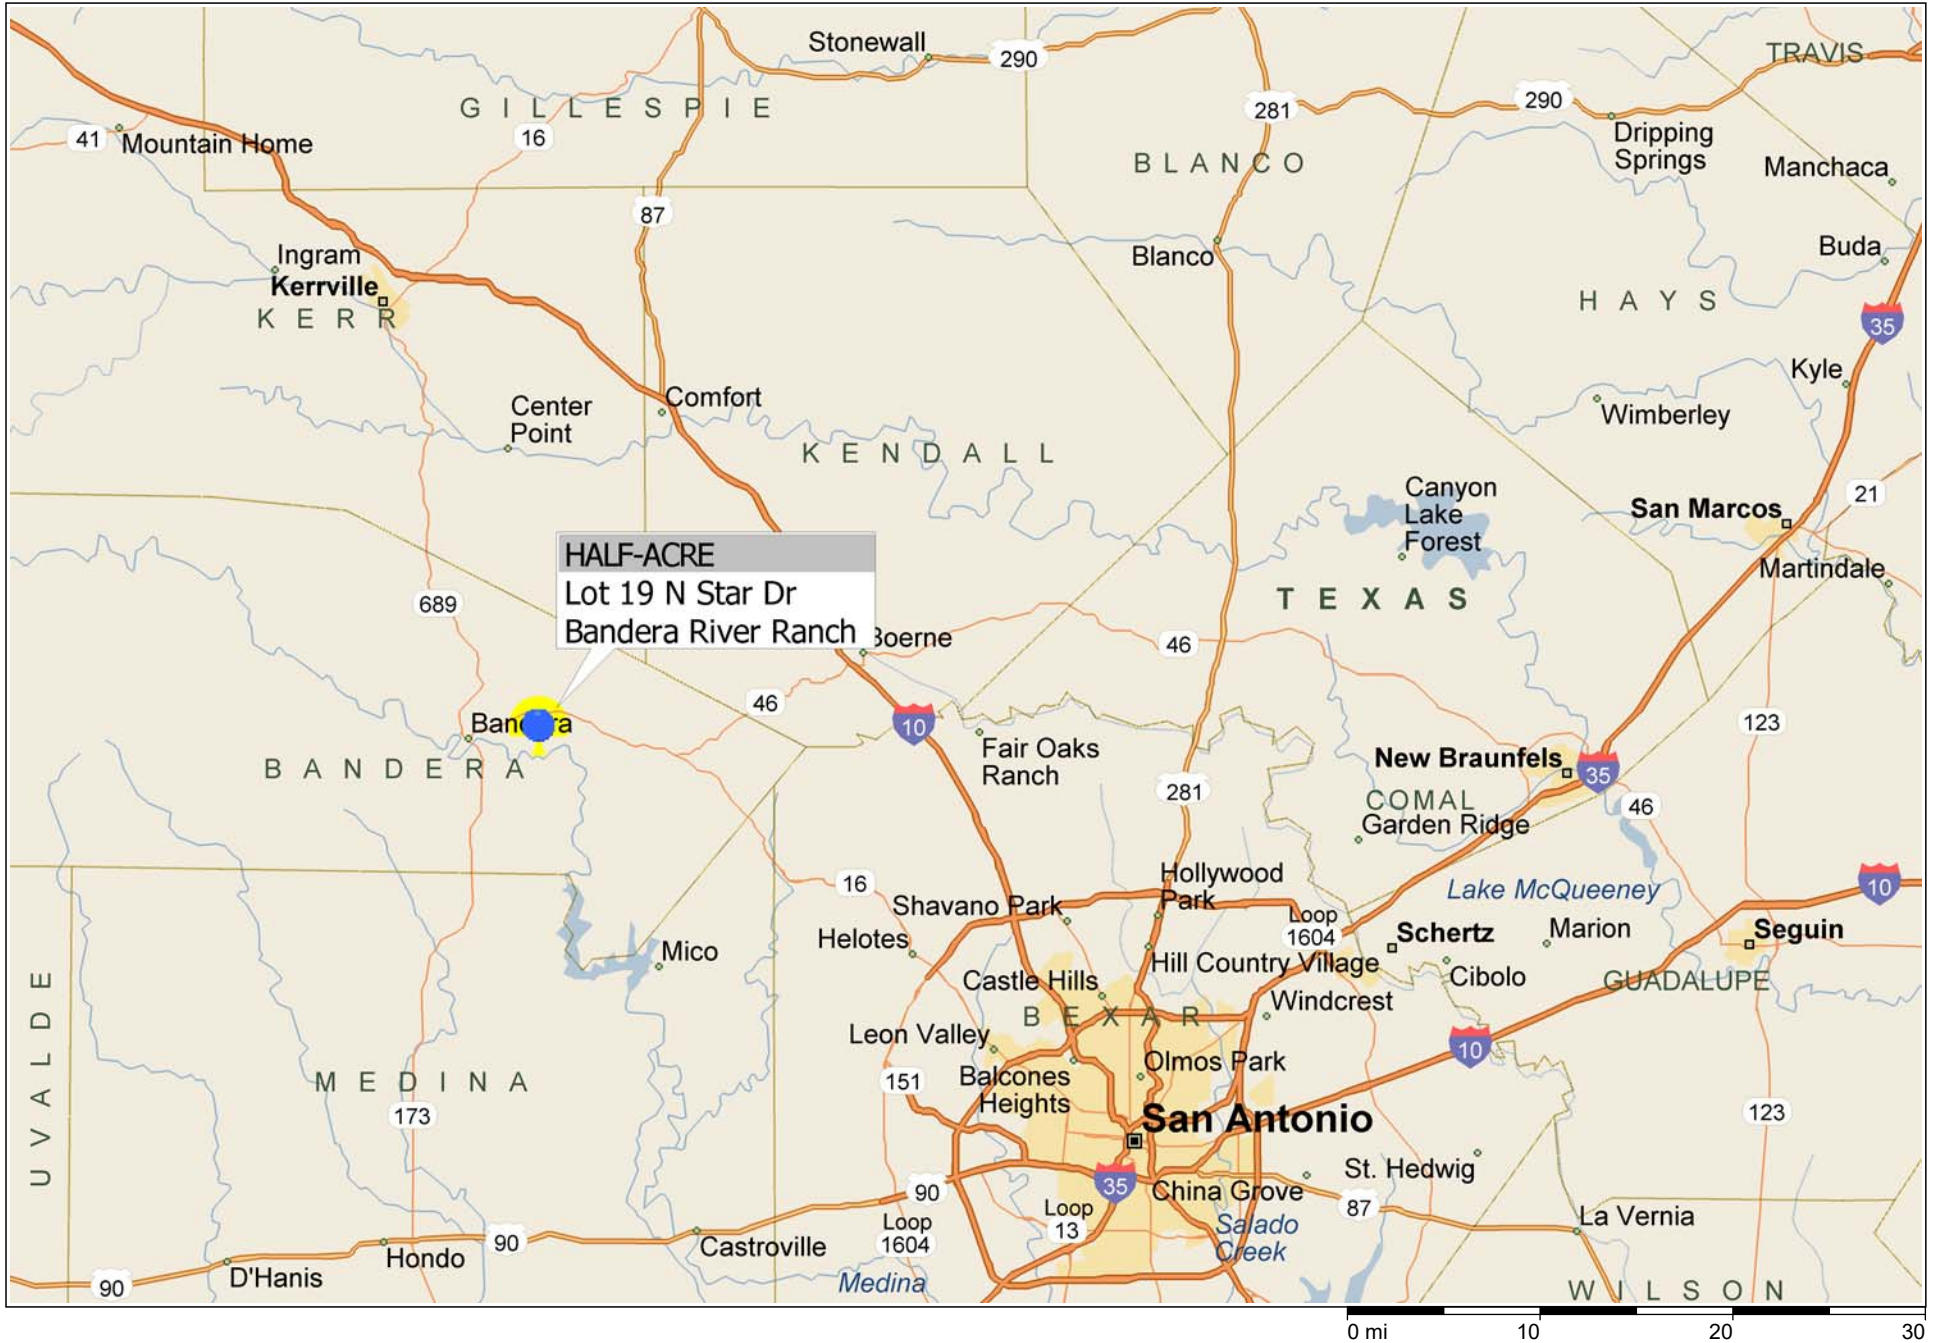 Stonewall
290
TRAVIS
GILLESPIE
281
290
41
Mountain Home
16
Dripping
Springs
BLANCO
Manchaca
87
Ingram
Blanco
Buda
Kerrville
KERR
HAYS
35
Kyle
Center
Point
Comfort
Wimberley
KENDALL
Canyon
Lake
Forest
21
San Marcos
HALF-ACRE
Lot 19 N Star Dr
Bandera River Ranch
Martindale
689
TEXAS
Boerne
46
46
Bandera
10
123
Fair Oaks
Ranch
New Braunfels
35
BANDERA
281
COMAL
46
Garden Ridge
16
Hollywood
Park
Lake McQueeney
10
Shavano Park
Loop
1604
Schertz
Marion
Seguin
Helotes
Mico
Hill Country Village
Cibolo
Castle Hills
GUADALUPE
UVALDE
Windcrest
BEXAR
Leon Valley
10
Olmos Park
Balcones
Heights
151
MEDINA
173
San Antonio
123
St. Hedwig
90
35
China Grove
87
Loop
13
Loop
1604
Salado
Creek
La Vernia
90
Castroville
Hondo
D'Hanis
90
Medina
WILSON
0 mi 10 20 30